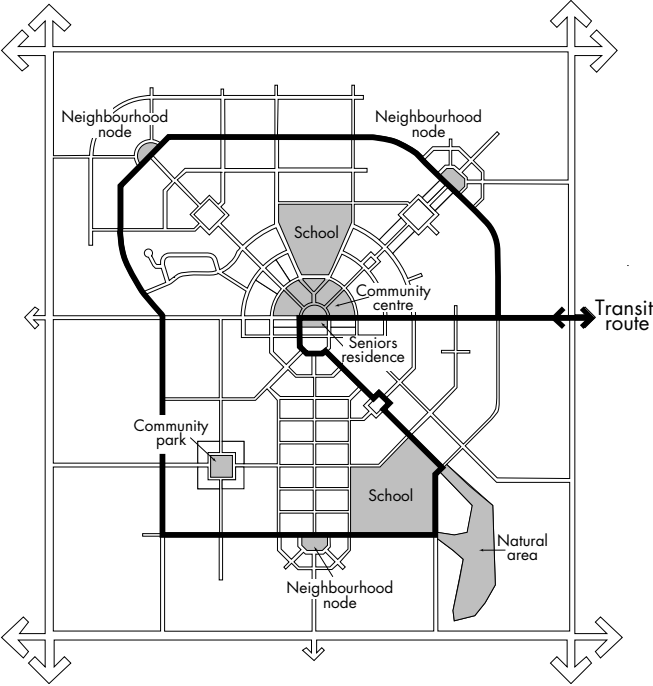 Neighbourhood
node
Neighbourhood
node
School
Community
centre
Transit
route
Seniors
residence
Community
park
School
Natural
area
Neighbourhood
node